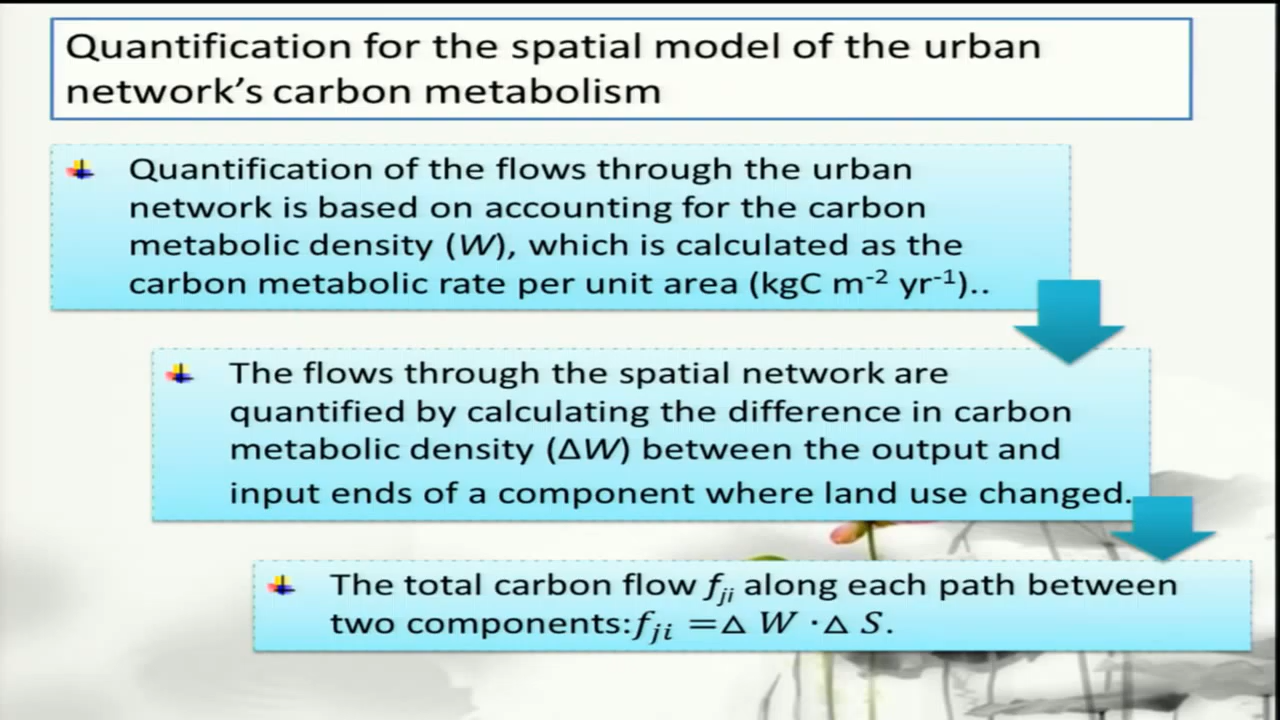 Quantification for the spatial model of the urban
network’s carbon metabolism
Quantification of the flows through the urban
network is based on accounting for the carbon
metabolic density (W), which is calculated as the
carbon metabolic rate per unit area (kgC m⁻² yr⁻¹)..
The flows through the spatial network are
quantified by calculating the difference in carbon
metabolic density (ΔW) between the output and
input ends of a component where land use changed.
The total carbon flow fⱼᵢ along each path between
two components:fⱼᵢ =Δ W ·Δ S.